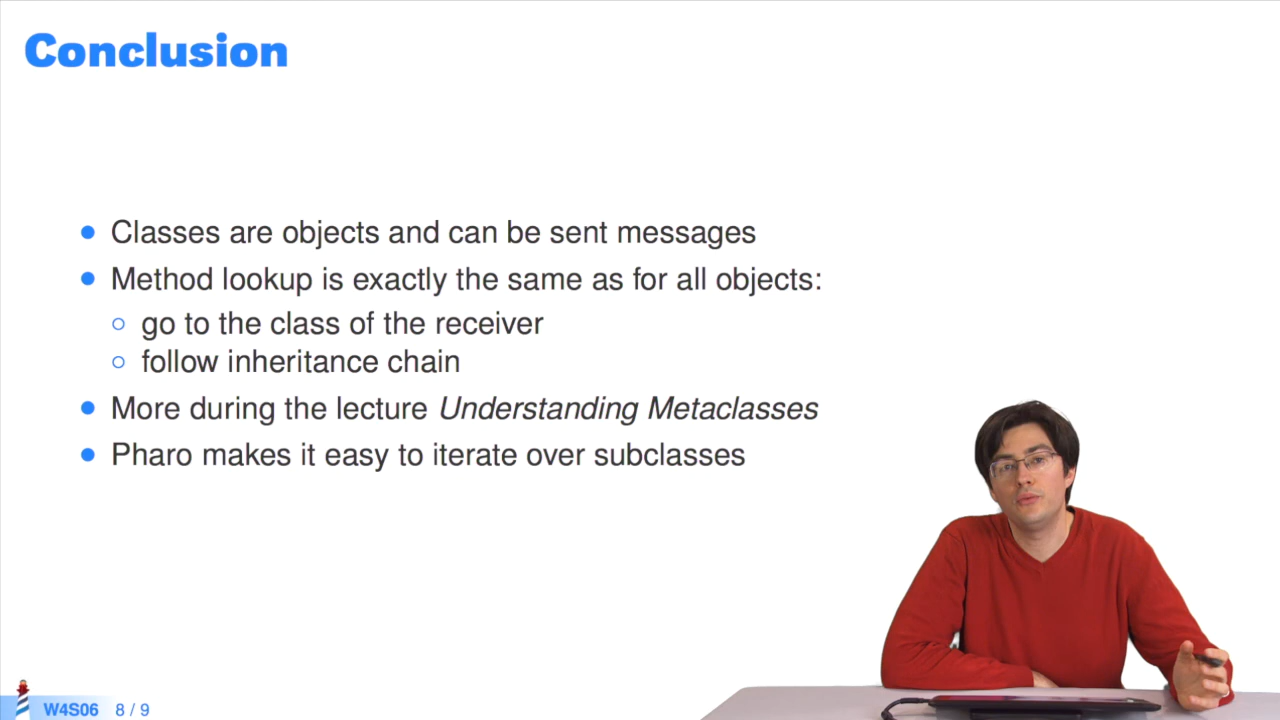 Conclusion
Classes are objects and can be sent messages
Method lookup is exactly the same as for all objects:
go to the class of the receiver
follow inheritance chain
More during the lecture Understanding Metaclasses
Pharo makes it easy to iterate over subclasses
W4S06 8 / 9